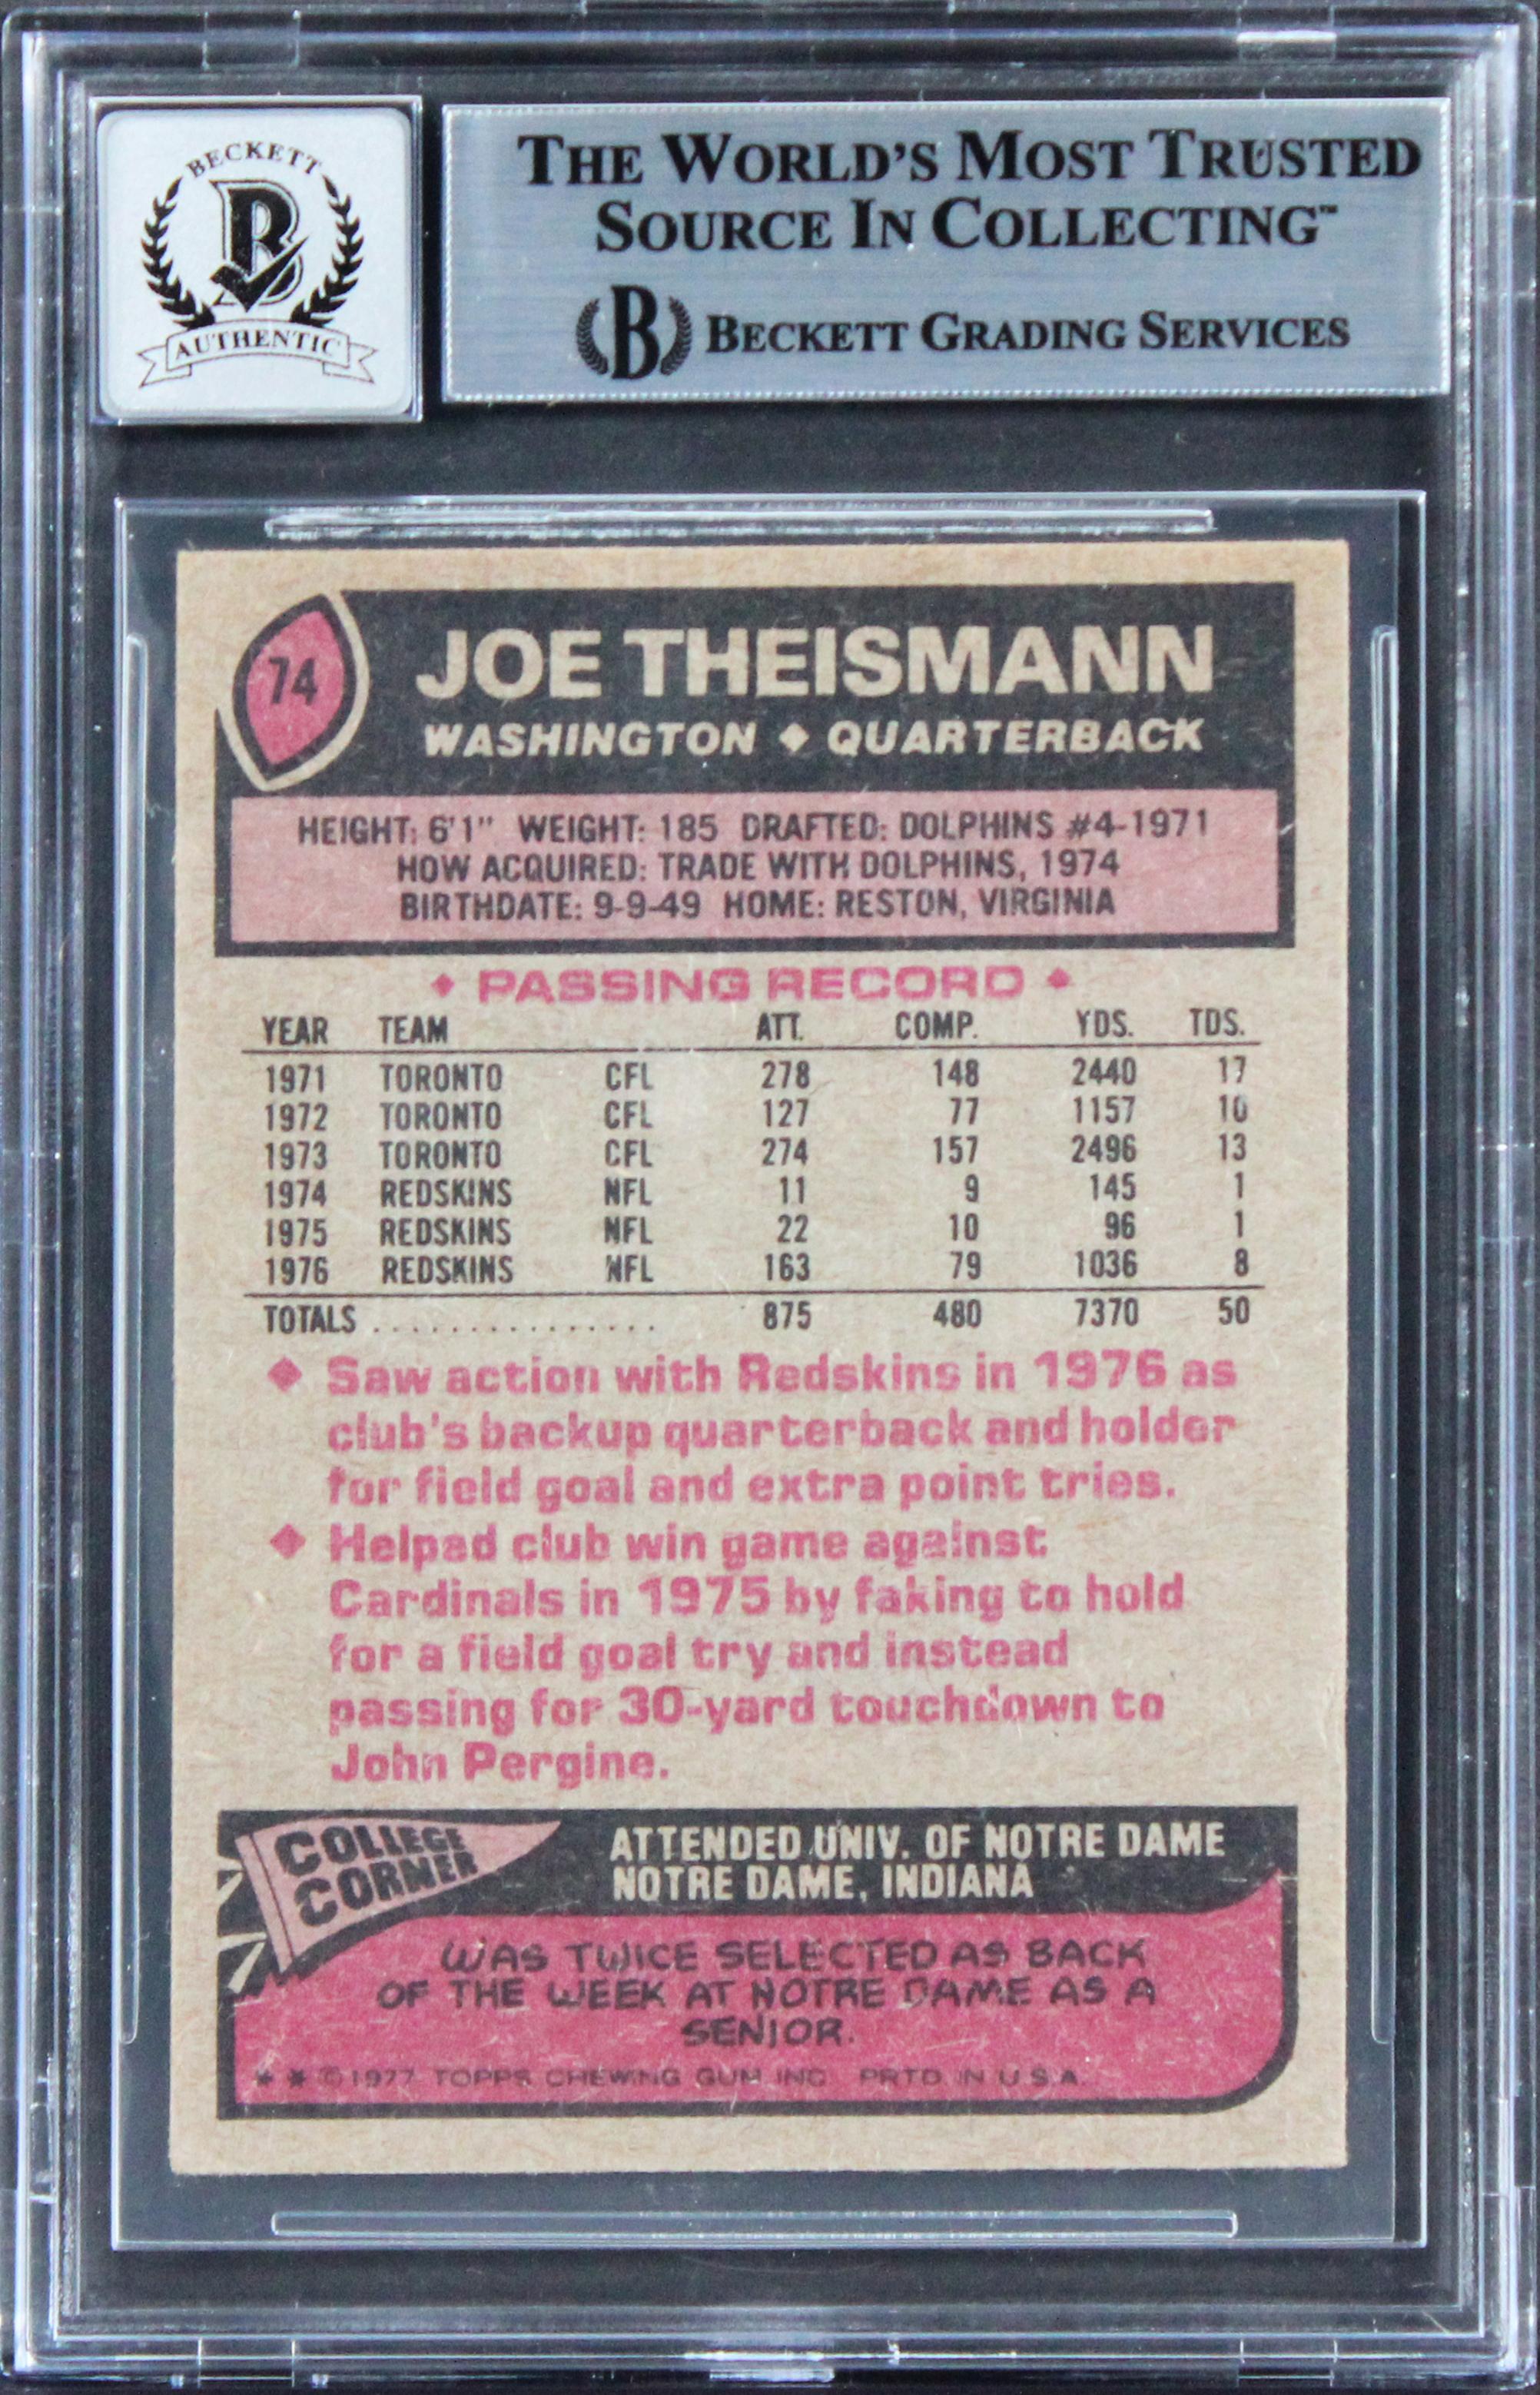 BECKETT
B
AUTHENTIC
THE WORLD'S MOST TRUSTED
SOURCE IN COLLECTING™
B BECKETT GRADING SERVICES
74
JOE THEISMANN
WASHINGTON ♦ QUARTERBACK
HEIGHT: 6'1" WEIGHT: 185 DRAFTED: DOLPHINS #4-1971
HOW ACQUIRED: TRADE WITH DOLPHINS, 1974
BIRTHDATE: 9-9-49 HOME: RESTON, VIRGINIA
♦ PASSING RECORD ♦
YEAR TEAM ATT. COMP. YDS. TDS.
1971 TORONTO CFL 278 148 2440 17
1972 TORONTO CFL 127 77 1157 10
1973 TORONTO CFL 274 157 2496 13
1974 REDSKINS NFL 11 9 145 1
1975 REDSKINS NFL 22 10 96 1
1976 REDSKINS NFL 163 79 1036 8
TOTALS ............... 875 480 7370 50
♦ Saw action with Redskins in 1976 as
club's backup quarterback and holder
for field goal and extra point tries.
♦ Helped club win game against
Cardinals in 1975 by faking to hold
for a field goal try and instead
passing for 30-yard touchdown to
John Pergine.
COLLEGE
CORNER
ATTENDED UNIV. OF NOTRE DAME
NOTRE DAME, INDIANA
WAS TWICE SELECTED AS BACK
OF THE WEEK AT NOTRE DAME AS A
SENIOR.
* * © 1977 TOPPS CHEWING GUM INC. PRTD. IN U.S.A.